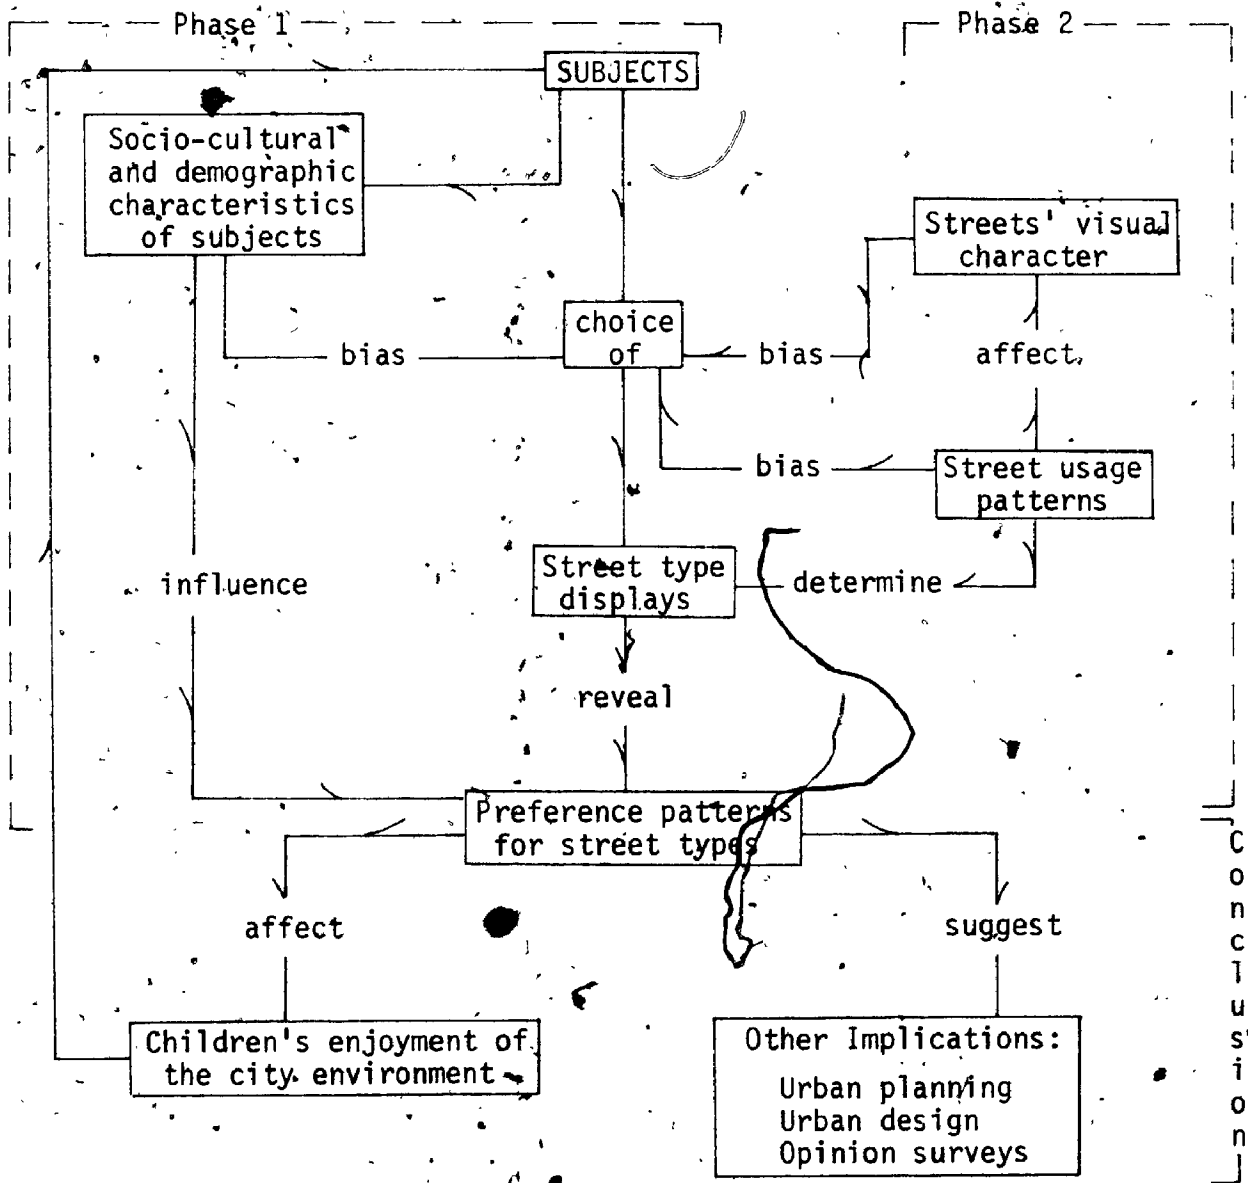 Phase 1
Phase 2
SUBJECTS
Socio-cultural
and demographic
characteristics
of subjects
Streets' visual
character
choice
of
bias
bias
affect
bias
Street usage
patterns
Street type
displays
determine
influence
reveal
Preference patterns
for street types
affect
suggest
Conclusion
Children's enjoyment of
the city environment
Other Implications:
Urban planning
Urban design
Opinion surveys